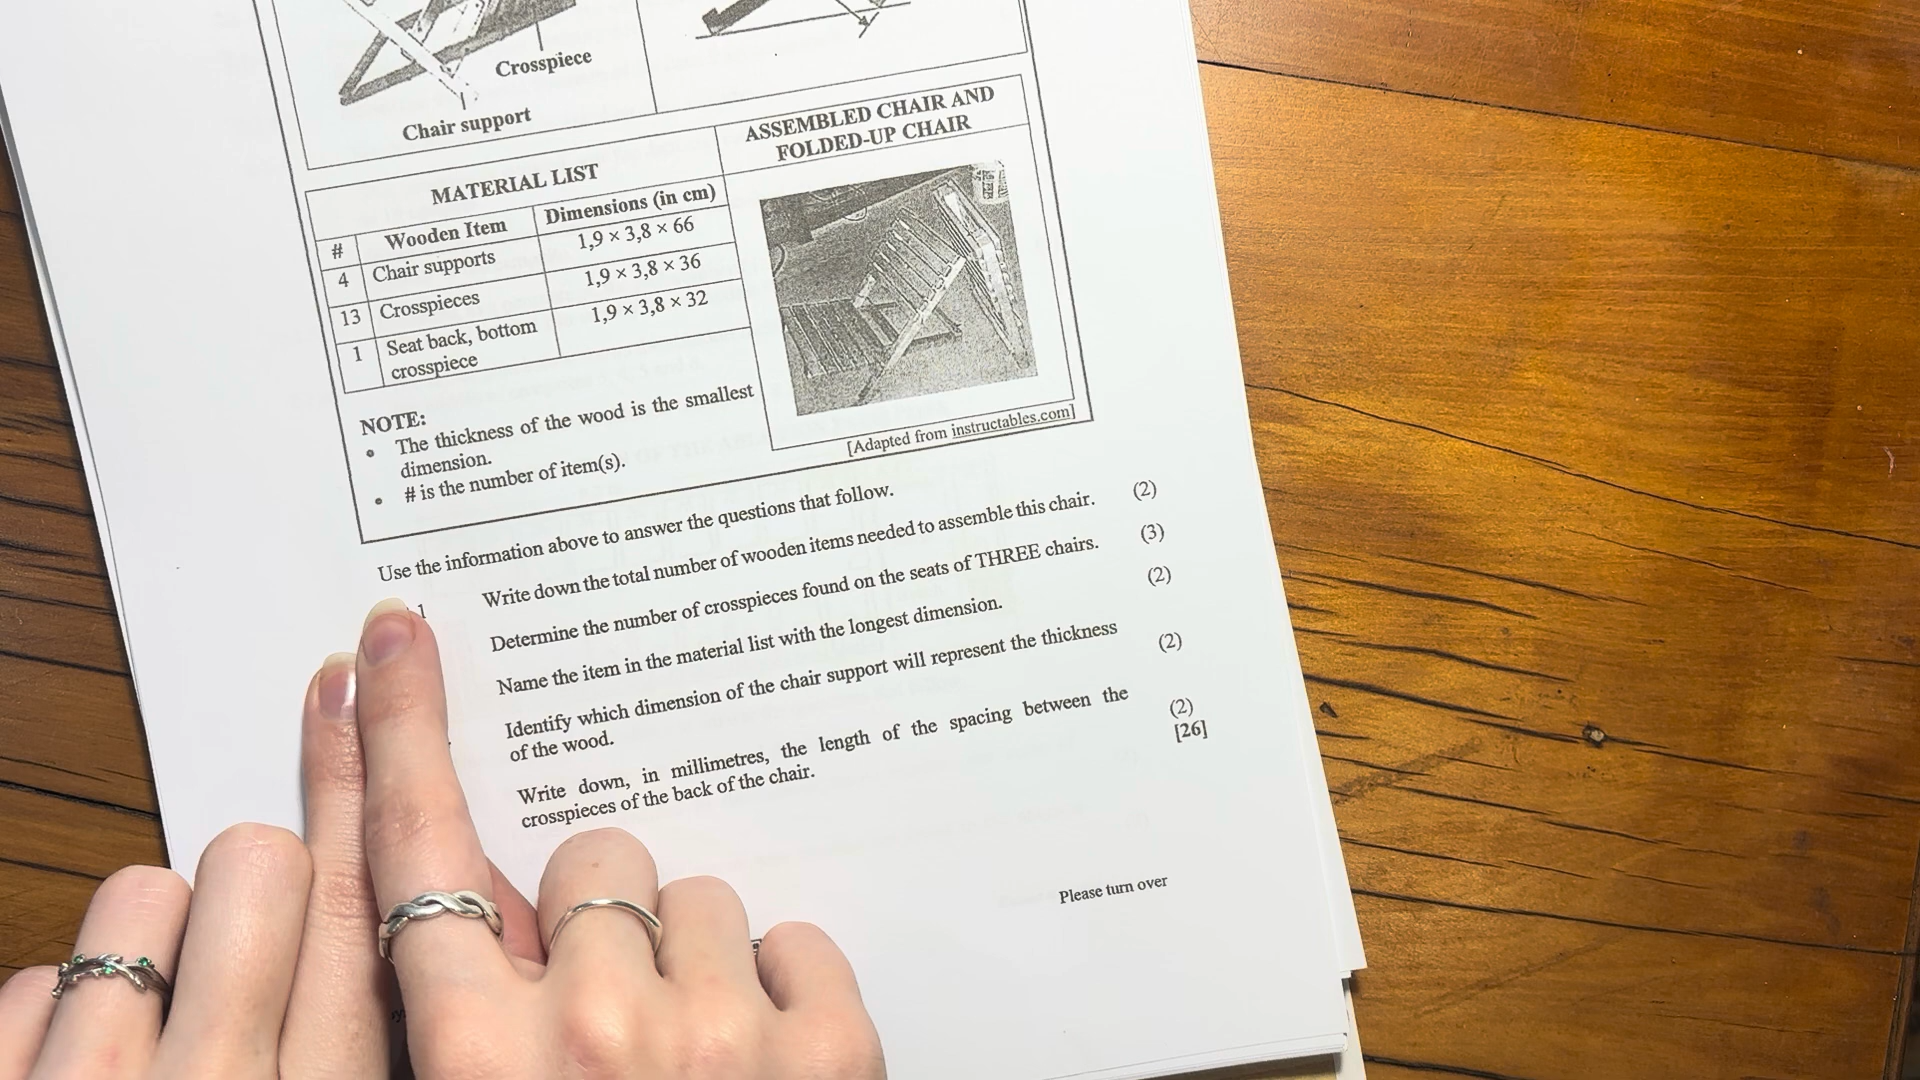 Crosspiece
Chair support
MATERIAL LIST
# Wooden Item Dimensions (in cm)
4 Chair supports 1,9 × 3,8 × 66
13 Crosspieces 1,9 × 3,8 × 36
1 Seat back, bottom crosspiece 1,9 × 3,8 × 32
NOTE:
• The thickness of the wood is the smallest
dimension.
• # is the number of item(s).
ASSEMBLED CHAIR AND
FOLDED-UP CHAIR
[Adapted from instructables.com]
Use the information above to answer the questions that follow.
1 Write down the total number of wooden items needed to assemble this chair. (2)
Determine the number of crosspieces found on the seats of THREE chairs. (3)
Name the item in the material list with the longest dimension. (2)
Identify which dimension of the chair support will represent the thickness
of the wood. (2)
Write down, in millimetres, the length of the spacing between the
crosspieces of the back of the chair. (2)
[26]
Please turn over